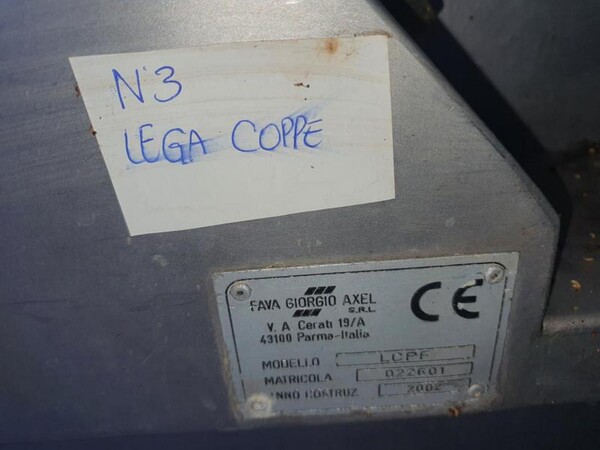 N°3
LEGA COPPE
FAVA GIORGIO AXEL
S.R.L.
V. A Cerati 19/A
43100 Parma-Italia
CE
MODELLO LCPF
MATRICOLA 022601
ANNO COSTRUZ 2002